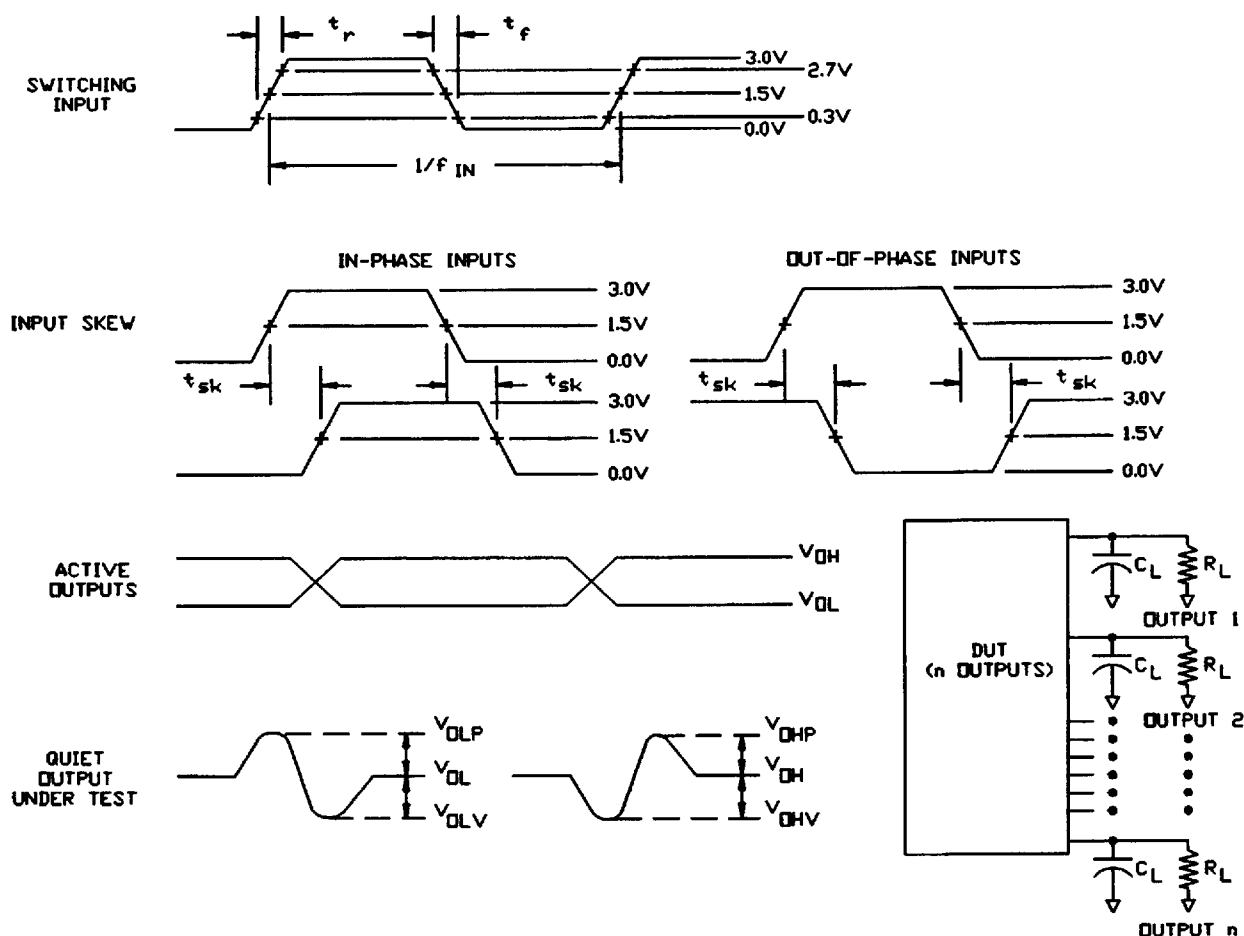 t_r
t_f
SWITCHING
INPUT
3.0V
2.7V
1.5V
0.3V
0.0V
1/f IN
IN-PHASE INPUTS
OUT-OF-PHASE INPUTS
INPUT SKEW
3.0V
1.5V
0.0V
3.0V
1.5V
0.0V
t_sk
t_sk
t_sk
t_sk
3.0V
1.5V
0.0V
3.0V
1.5V
0.0V
ACTIVE
OUTPUTS
V_OH
V_OL
DUT
(n OUTPUTS)
C_L
R_L
OUTPUT 1
C_L
R_L
OUTPUT 2
C_L
R_L
OUTPUT n
QUIET
OUTPUT
UNDER TEST
V_OLP
V_OL
V_OLV
V_OHP
V_OH
V_OHV